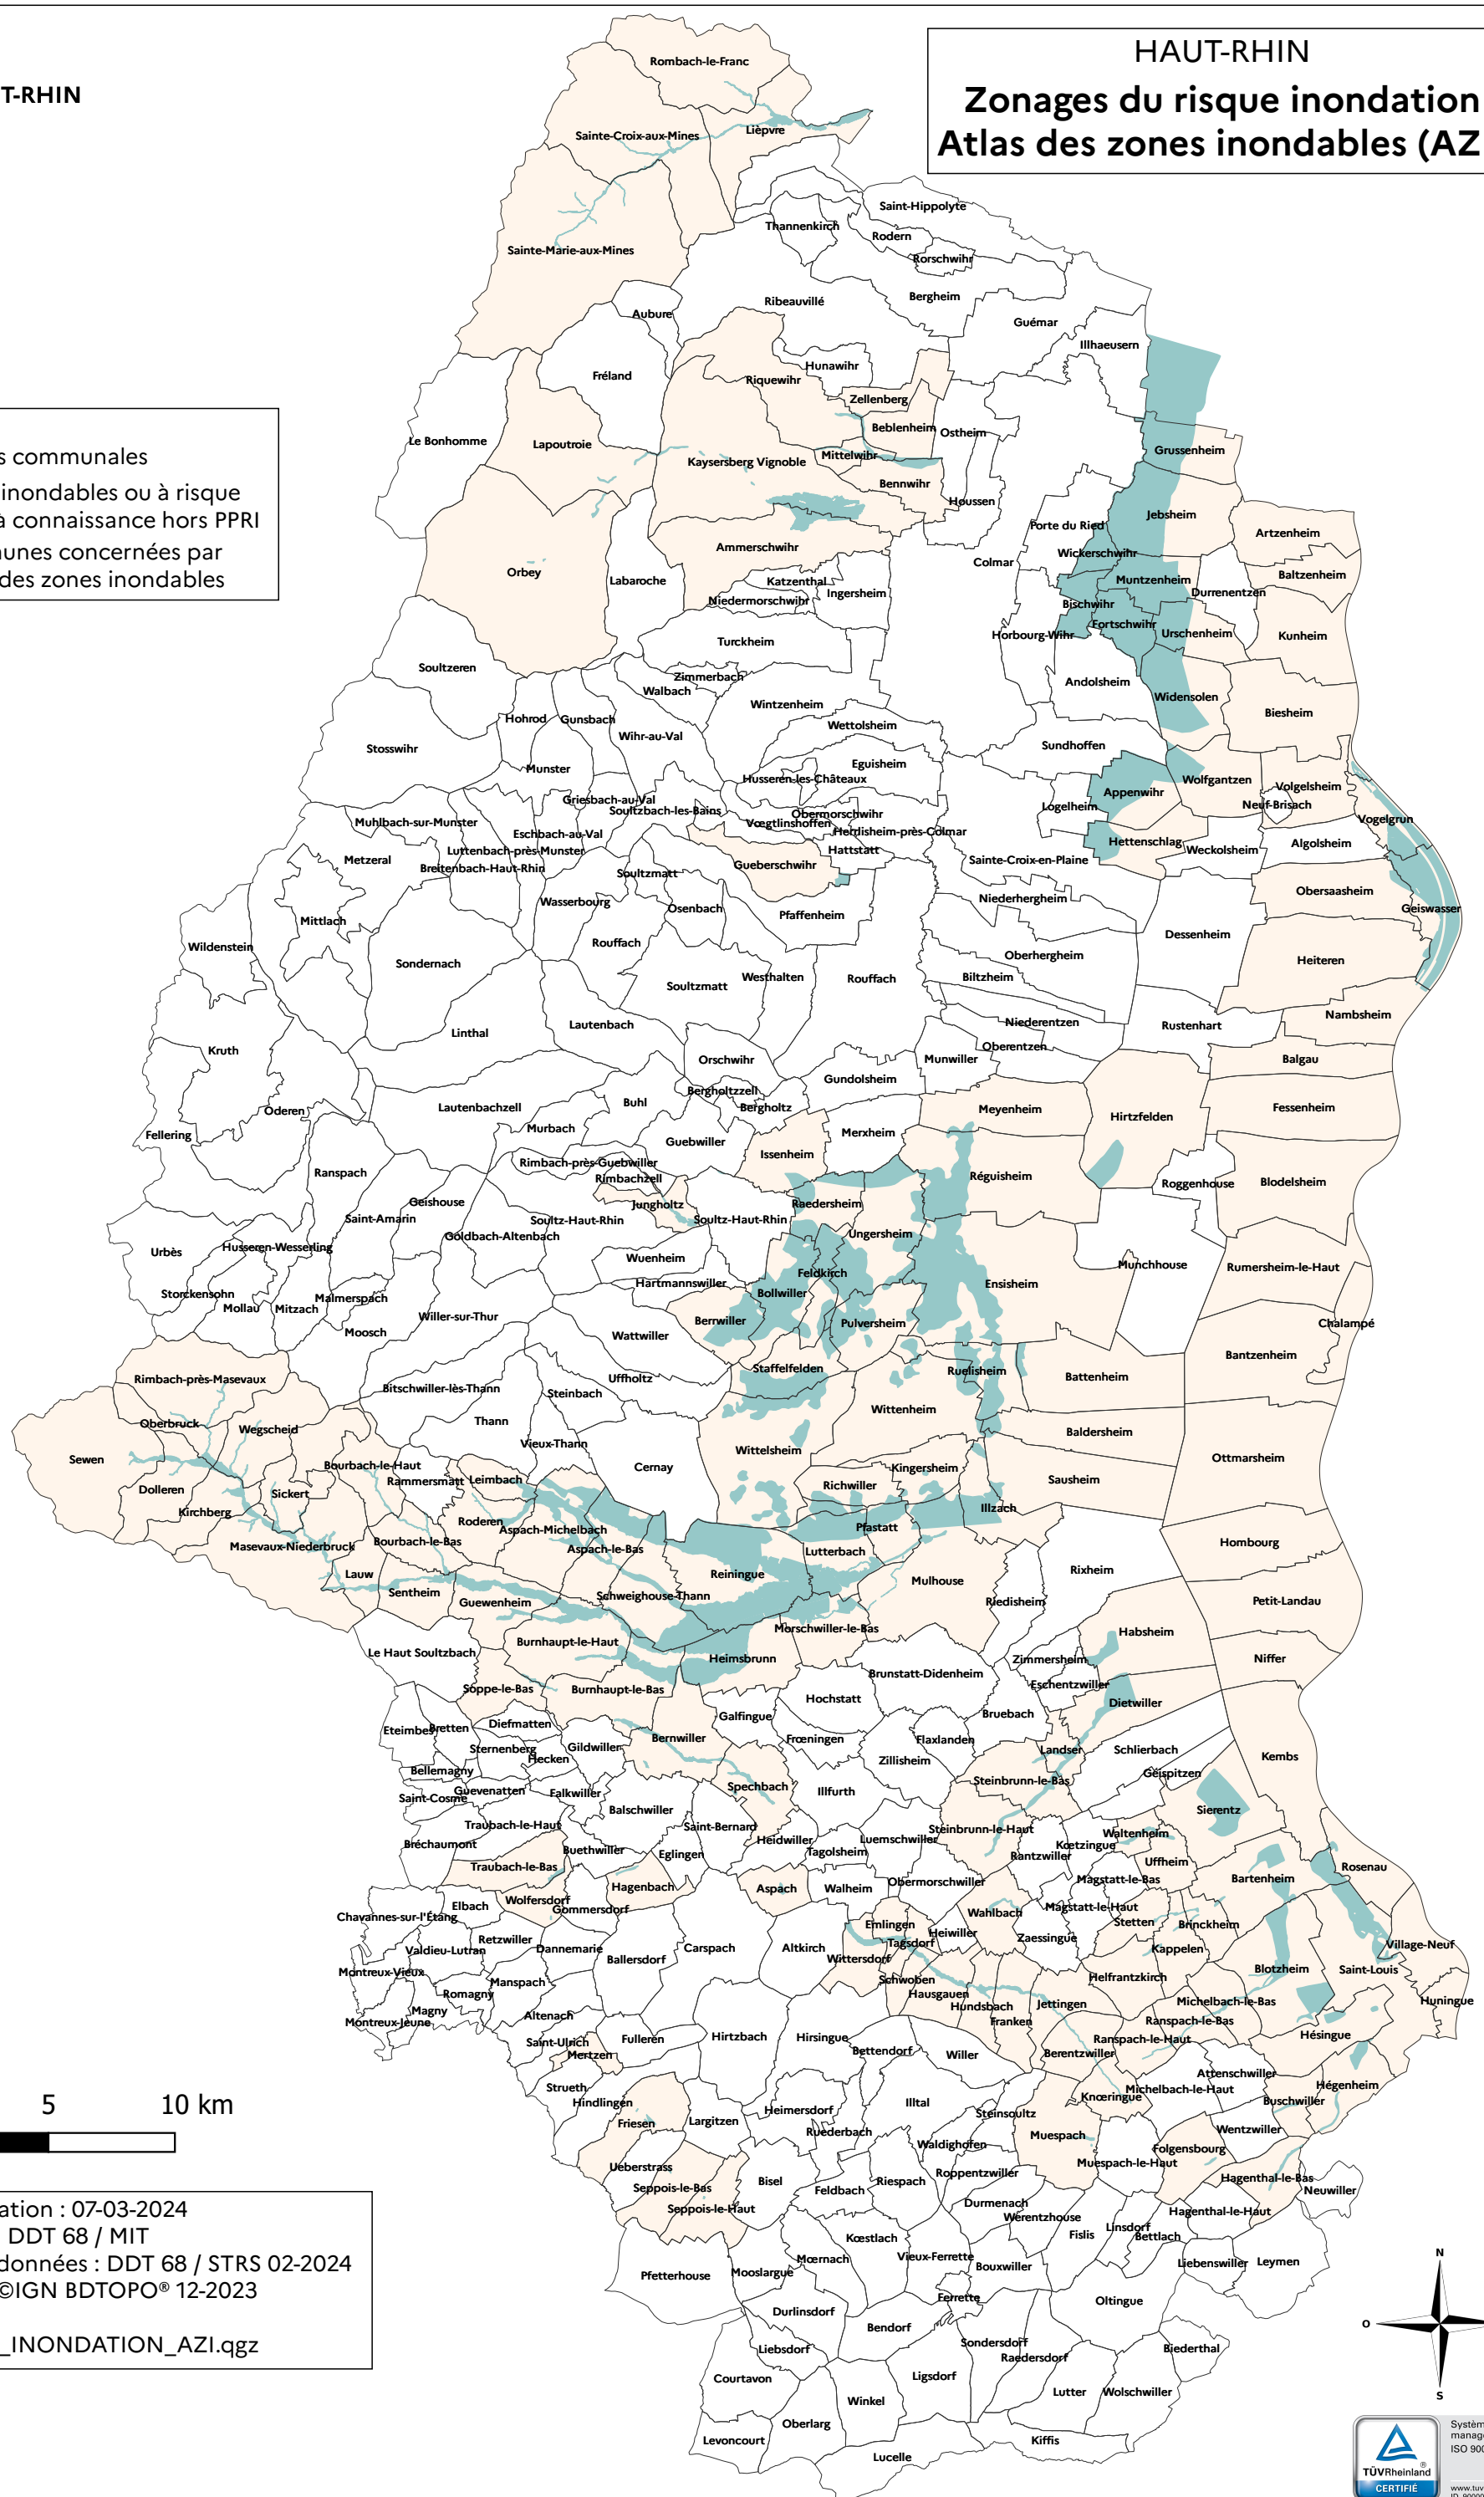 T-RHIN
HAUT-RHIN
Zonages du risque inondation
Atlas des zones inondables (AZ
s communales
inondables ou à risque
à connaissance hors PPRI
unes concernées par
des zones inondables
Rombach-le-Franc
Sainte-Croix-aux-Mines
Lièpvre
Sainte-Marie-aux-Mines
Saint-Hippolyte
Thannenkirch
Rodern
Rorschwihr
Bergheim
Ribeauvillé
Aubure
Guémar
Illhaeusern
Fréland
Hunawihr
Riquewihr
Zellenberg
Beblenheim
Ostheim
Le Bonhomme
Lapoutroie
Kaysersberg Vignoble
Mittelwihr
Bennwihr
Houssen
Grussenheim
Jebsheim
Porte du Ried
Wickerschwihr
Artzenheim
Baltzenheim
Ammerschwihr
Colmar
Muntzenheim
Durrenentzen
Orbey
Labaroche
Katzenthal
Niedermorschwihr
Ingersheim
Bischwihr
Fortschwihr
Horbourg-Wihr
Urschenheim
Kunheim
Turckheim
Soultzeren
Zimmerbach
Walbach
Andolsheim
Widensolen
Wintzenheim
Hohrod
Gunsbach
Wihr-au-Val
Wettolsheim
Biesheim
Stosswihr
Sundhoffen
Munster
Eguisheim
Husseren-les-Châteaux
Wolfgantzen
Volgelsheim
Appenwihr
Logelheim
Neuf-Brisach
Griesbach-au-Val
Soultzbach-les-Bains
Obermorschwihr
Vœgtlinshoffen
Herrlisheim-près-Colmar
Vogelgrun
Muhlbach-sur-Munster
Eschbach-au-Val
Luttenbach-près-Munster
Metzeral
Breitenbach-Haut-Rhin
Hattstatt
Gueberschwihr
Sainte-Croix-en-Plaine
Hettenschlag
Weckolsheim
Algolsheim
Soultzmatt
Wasserbourg
Osenbach
Pfaffenheim
Niederhergheim
Obersaasheim
Geiswasser
Mittlach
Wildenstein
Rouffach
Dessenheim
Oberhergheim
Heiteren
Sondernach
Soultzmatt
Westhalten
Rouffach
Biltzheim
Linthal
Lautenbach
Niederentzen
Rustenhart
Nambsheim
Kruth
Orschwihr
Munwiller
Oberentzen
Balgau
Gundolsheim
Bergholtzzell
Bergholtz
Oderen
Lautenbachzell
Buhl
Meyenheim
Hirtzfelden
Fessenheim
Fellering
Murbach
Guebwiller
Merxheim
Issenheim
Rimbach-près-Guebwiller
Rimbachzell
Ranspach
Réguisheim
Roggenhouse
Blodelsheim
Geishouse
Jungholtz
Raedersheim
Saint-Amarin
Soultz-Haut-Rhin
Soultz-Haut-Rhin
Goldbach-Altenbach
Ungersheim
Urbès
Husseren-Wesserling
Wuenheim
Munchhouse
Rumersheim-le-Haut
Feldkirch
Hartmannswiller
Bollwiller
Ensisheim
Storckensohn
Mollau
Mitzach
Malmerspach
Moosch
Willer-sur-Thur
Wattwiller
Berrwiller
Pulversheim
Chalampé
Bantzenheim
Rimbach-près-Masevaux
Bitschwiller-lès-Thann
Uffholtz
Steinbach
Staffelfelden
Ruelisheim
Battenheim
Oberbruck
Wegscheid
Thann
Wittenheim
Baldersheim
Vieux-Thann
Wittelsheim
Sewen
Bourbach-le-Haut
Cernay
Ottmarsheim
Rammersmatt
Leimbach
Kingersheim
Sausheim
Dolleren
Sickert
Richwiller
Illzach
Kirchberg
Roderen
Aspach-Michelbach
Pfastatt
Masevaux-Niederbruck
Bourbach-le-Bas
Aspach-le-Bas
Lutterbach
Hombourg
Lauw
Reiningue
Mulhouse
Rixheim
Sentheim
Schweighouse-Thann
Guewenheim
Riedisheim
Petit-Landau
Morschwiller-le-Bas
Habsheim
Burnhaupt-le-Haut
Le Haut Soultzbach
Heimsbrunn
Zimmersheim
Niffer
Brunstatt-Didenheim
Soppe-le-Bas
Burnhaupt-le-Bas
Eschentzwiller
Hochstatt
Dietwiller
Galfingue
Bruebach
Eteimbes
Bretten
Diefmatten
Bernwiller
Frœningen
Flaxlanden
Sternenberg
Hecken
Gildwiller
Landser
Schlierbach
Kembs
Zillisheim
Bellemagny
Geispitzen
Steinbrunn-le-Bas
Guevenatten
Saint-Cosme
Falkwiller
Spechbach
Illfurth
Balschwiller
Sierentz
Traubach-le-Haut
Saint-Bernard
Steinbrunn-le-Haut
Waltenheim
Bréchaumont
Buethwiller
Eglingen
Heidwiller
Tagolsheim
Luemschwiller
Kœtzingue
Rantzwiller
Uffheim
Rosenau
Traubach-le-Bas
Hagenbach
Aspach
Walheim
Obermorschwiller
Magstatt-le-Bas
Bartenheim
Elbach
Wolfersdorf
Gommersdorf
Magstatt-le-Haut
Chavannes-sur-l'Étang
Wahlbach
Stetten
Brinckheim
Emlingen
Heiwiller
Retzwiller
Tagsdorf
Zaessingue
Valdieu-Lutran
Dannemarie
Ballersdorf
Carspach
Altkirch
Wittersdorf
Kappelen
Village-Neuf
Blotzheim
Saint-Louis
Montreux-Vieux
Manspach
Schwoben
Helfrantzkirch
Romagny
Hausgauen
Hundsbach
Jettingen
Michelbach-le-Bas
Huningue
Magny
Montreux-Jeune
Altenach
Franken
Ranspach-le-Bas
Saint-Ulrich
Mertzen
Fulleren
Hirtzbach
Hirsingue
Bettendorf
Willer
Ranspach-le-Haut
Hésingue
Berentzwiller
Strueth
Attenschwiller
Hindlingen
Heimersdorf
Illtal
Knœringue
Michelbach-le-Haut
Hégenheim
Buschwiller
Friesen
Largitzen
Ruederbach
Steinsoultz
Muespach
Wentzwiller
Waldighofen
Folgensbourg
Muespach-le-Haut
Ueberstrass
Bisel
Riespach
Roppentzwiller
Hagenthal-le-Bas
Seppois-le-Bas
Feldbach
Neuwiller
Seppois-le-Haut
Durmenach
Werentzhouse
Hagenthal-le-Haut
Linsdorf
Fislis
Bettlach
Kœstlach
Mœrnach
Vieux-Ferrette
Bouxwiller
Liebenswiller
Leymen
Pfetterhouse
Mooslargue
Ferrette
Oltingue
Durlinsdorf
Bendorf
Liebsdorf
Sondersdorf
Raedersdorf
Biederthal
Courtavon
Ligsdorf
Lutter
Wolschwiller
Winkel
Oberlarg
Levoncourt
Kiffis
Lucelle
5 10 km
ation : 07-03-2024
DDT 68 / MIT
données : DDT 68 / STRS 02-2024
©IGN BDTOPO® 12-2023
_INONDATION_AZI.qgz
N
O
S
TÜVRheinland
CERTIFIÉ
Systèm
manag
ISO 900
www.tuv